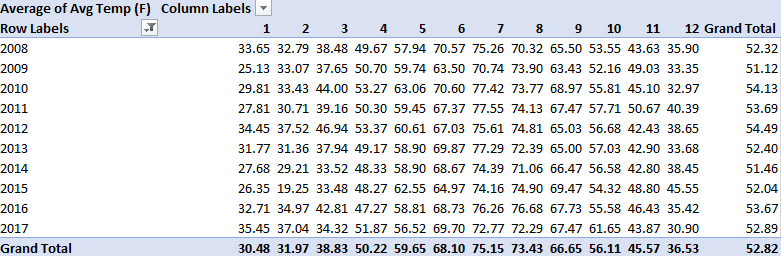 Average of Avg Temp (F) Column Labels
Row Labels 1 2 3 4 5 6 7 8 9 10 11 12 Grand Total
2008 33.65 32.79 38.48 49.67 57.94 70.57 75.26 70.32 65.50 53.55 43.63 35.90 52.32
2009 25.13 33.07 37.65 50.70 59.74 63.50 70.74 73.90 63.43 52.16 49.03 33.35 51.12
2010 29.81 33.43 44.00 53.27 63.06 70.60 77.42 73.77 68.97 55.81 45.10 32.97 54.13
2011 27.81 30.71 39.16 50.30 59.45 67.37 77.55 74.13 67.47 57.71 50.67 40.39 53.69
2012 34.45 37.52 46.94 53.37 60.61 67.03 75.61 74.81 65.03 56.68 42.43 38.65 54.49
2013 31.77 31.36 37.94 49.17 58.90 69.87 77.29 72.39 65.00 57.03 42.90 33.68 52.40
2014 27.68 29.21 33.52 48.33 58.90 68.67 74.39 71.06 66.47 56.58 42.80 38.45 51.46
2015 26.35 19.25 33.48 48.27 62.55 64.97 74.16 74.90 69.47 54.32 48.80 45.55 52.04
2016 32.71 34.97 42.81 47.27 58.81 68.73 76.26 76.68 67.73 55.58 46.43 35.42 53.67
2017 35.45 37.04 34.32 51.87 56.52 69.70 72.77 72.29 67.47 61.65 43.87 30.90 52.89
Grand Total 30.48 31.97 38.83 50.22 59.65 68.10 75.15 73.43 66.65 56.11 45.57 36.53 52.82